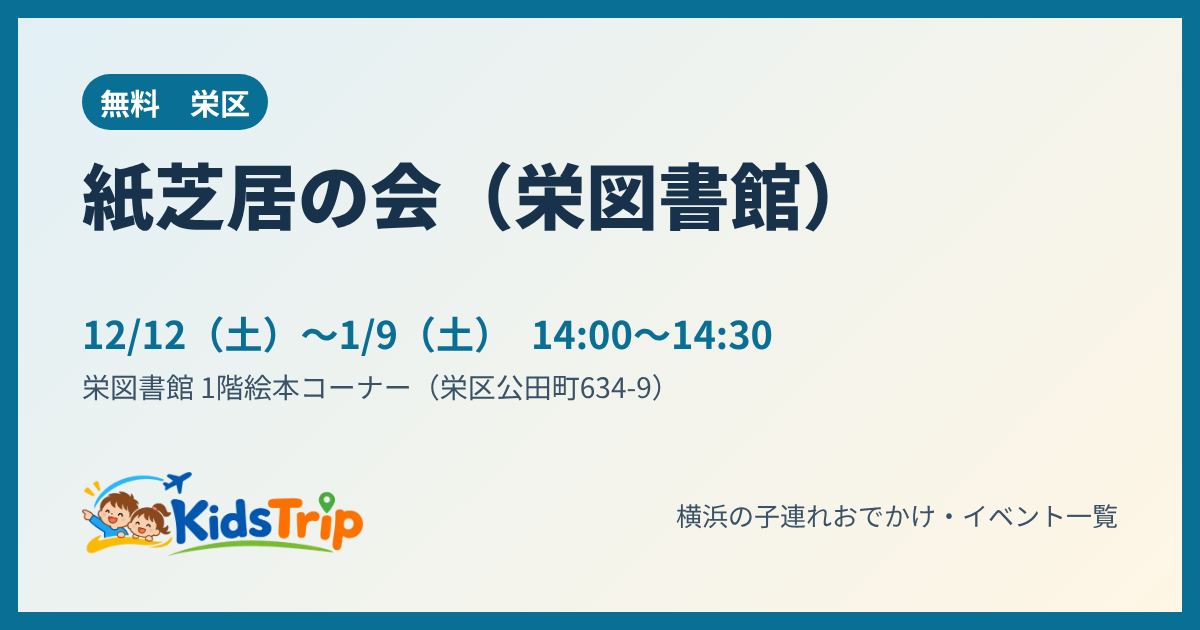 無料　栄区
紙芝居の会（栄図書館）
12/12（土）〜1/9（土）　14:00〜14:30
栄図書館 1階絵本コーナー（栄区公田町634-9）
KidsTrip
横浜の子連れおでかけ・イベント一覧